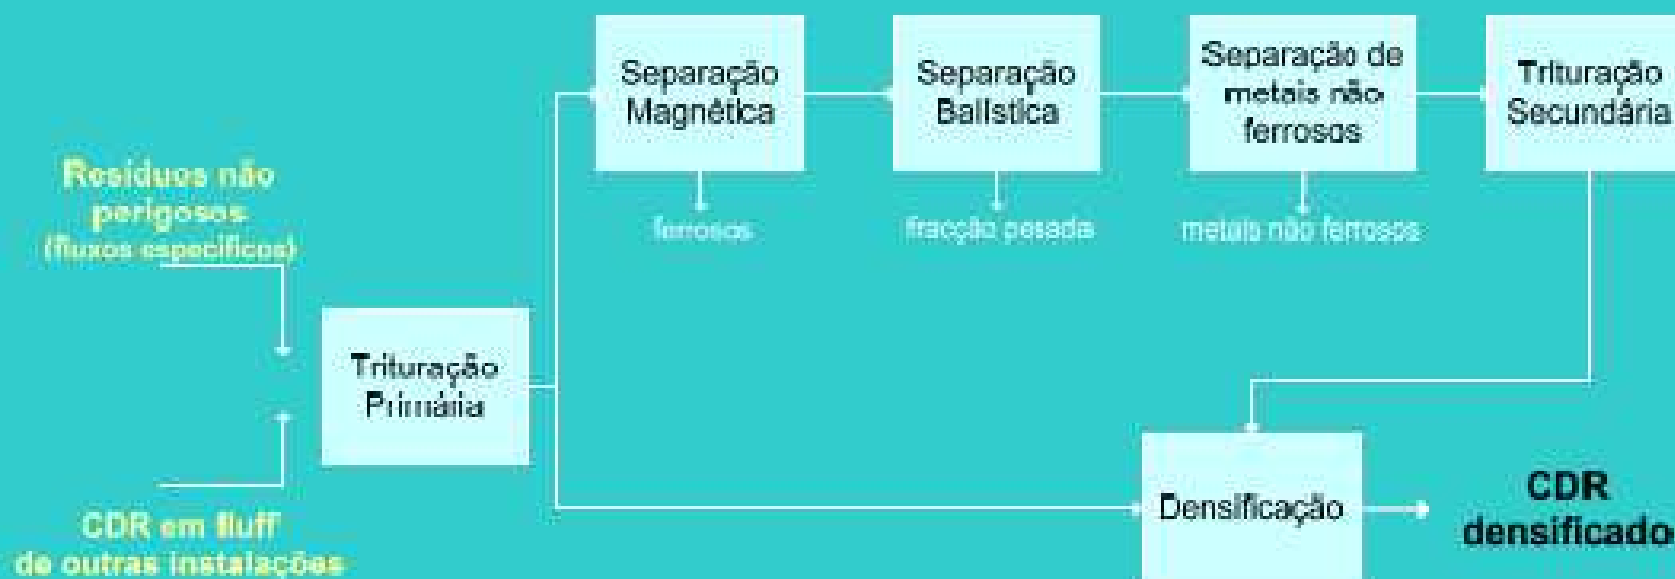 Separação
Magnética
Separação
Balística
Separação de
metais não
ferrosos
Trituração
Secundária
ferrosos
fracção pesada
metais não ferrosos
Resíduos não
perigosos
(fluxos específicos)
Trituração
Primária
CDR em fluff
de outras instalações
Densificação
CDR
densificado